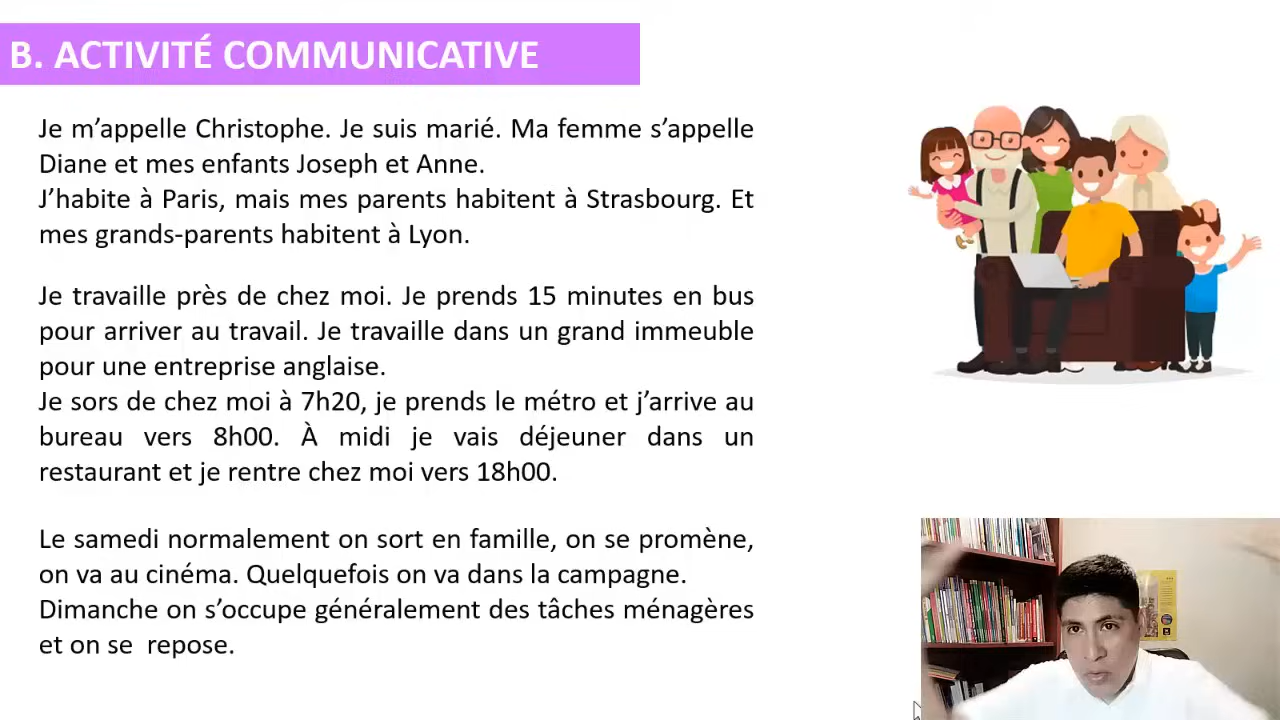 B. ACTIVITÉ COMMUNICATIVE
Je m’appelle Christophe. Je suis marié. Ma femme s’appelle
Diane et mes enfants Joseph et Anne.
J’habite à Paris, mais mes parents habitent à Strasbourg. Et
mes grands-parents habitent à Lyon.
Je travaille près de chez moi. Je prends 15 minutes en bus
pour arriver au travail. Je travaille dans un grand immeuble
pour une entreprise anglaise.
Je sors de chez moi à 7h20, je prends le métro et j’arrive au
bureau vers 8h00. À midi je vais déjeuner dans un
restaurant et je rentre chez moi vers 18h00.
Le samedi normalement on sort en famille, on se promène,
on va au cinéma. Quelquefois on va dans la campagne.
Dimanche on s’occupe généralement des tâches ménagères
et on se repose.